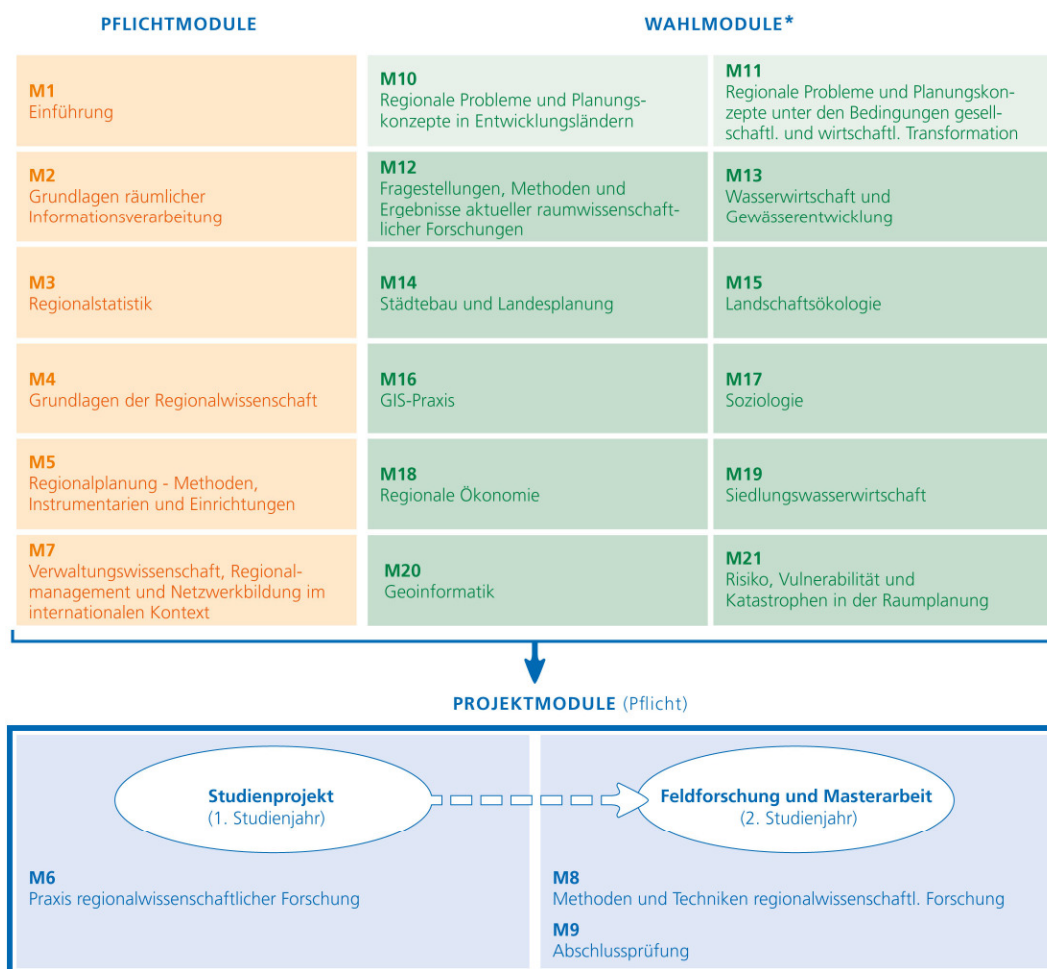 PFLICHTMODULE
WAHLMODULE*
M1
Einführung
M10
Regionale Probleme und Planungs-
konzepte in Entwicklungsländern
M11
Regionale Probleme und Planungskon-
zepte unter den Bedingungen gesell-
schaftl. und wirtschaftl. Transformation
M2
Grundlagen räumlicher
Informationsverarbeitung
M12
Fragestellungen, Methoden und
Ergebnisse aktueller raumwissenschaft-
licher Forschungen
M13
Wasserwirtschaft und
Gewässerentwicklung
M3
Regionalstatistik
M14
Städtebau und Landesplanung
M15
Landschaftsökologie
M4
Grundlagen der Regionalwissenschaft
M16
GIS-Praxis
M17
Soziologie
M5
Regionalplanung - Methoden,
Instrumentarien und Einrichtungen
M18
Regionale Ökonomie
M19
Siedlungswasserwirtschaft
M7
Verwaltungswissenschaft, Regional-
management und Netzwerkbildung im
internationalen Kontext
M20
Geoinformatik
M21
Risiko, Vulnerabilität und
Katastrophen in der Raumplanung
PROJEKTMODULE (Pflicht)
Studienprojekt
(1. Studienjahr)
Feldforschung und Masterarbeit
(2. Studienjahr)
M6
Praxis regionalwissenschaftlicher Forschung
M8
Methoden und Techniken regionalwissenschaftl. Forschung
M9
Abschlussprüfung